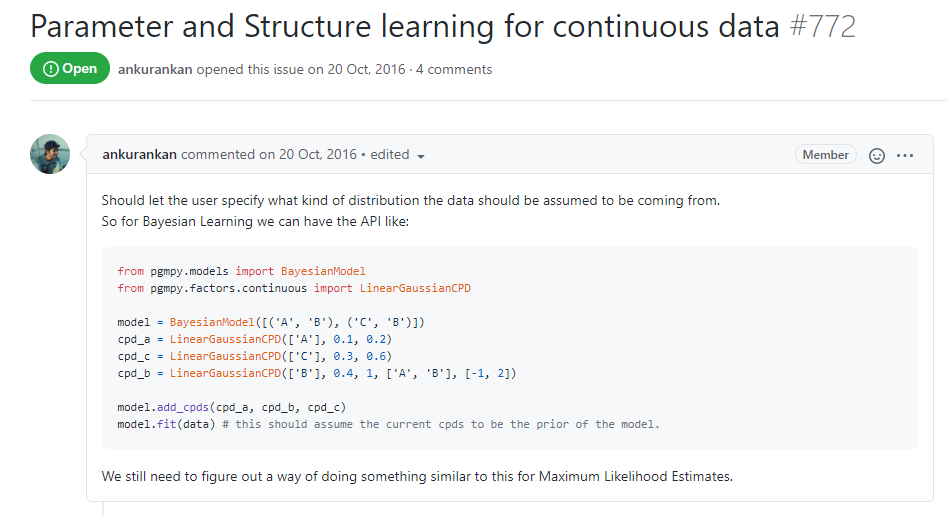 Parameter and Structure learning for continuous data #772
Open ankurankan opened this issue on 20 Oct, 2016 · 4 comments
ankurankan commented on 20 Oct, 2016 • edited
Member
Should let the user specify what kind of distribution the data should be assumed to be coming from.
So for Bayesian Learning we can have the API like:
from pgmpy.models import BayesianModel
from pgmpy.factors.continuous import LinearGaussianCPD
model = BayesianModel([('A', 'B'), ('C', 'B')])
cpd_a = LinearGaussianCPD(['A'], 0.1, 0.2)
cpd_c = LinearGaussianCPD(['C'], 0.3, 0.6)
cpd_b = LinearGaussianCPD(['B'], 0.4, 1, ['A', 'B'], [-1, 2])
model.add_cpds(cpd_a, cpd_b, cpd_c)
model.fit(data) # this should assume the current cpds to be the prior of the model.
We still need to figure out a way of doing something similar to this for Maximum Likelihood Estimates.